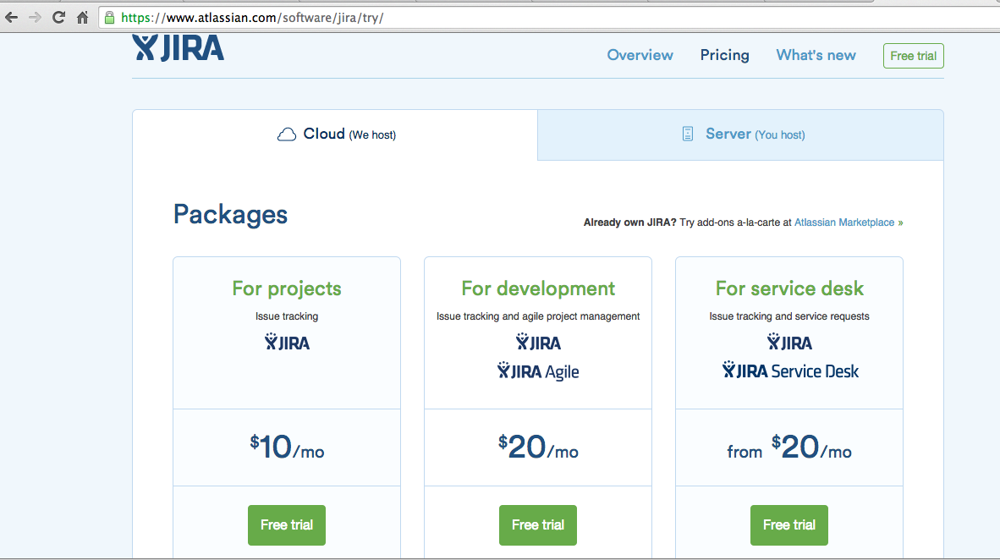 https://www.atlassian.com/software/jira/try/
JIRA
Overview Pricing What's new Free trial
Cloud (We host) Server (You host)
Packages
Already own JIRA? Try add-ons a-la-carte at Atlassian Marketplace »
For projects
Issue tracking
JIRA
$10/mo
Free trial
For development
Issue tracking and agile project management
JIRA
JIRA Agile
$20/mo
Free trial
For service desk
Issue tracking and service requests
JIRA
JIRA Service Desk
from $20/mo
Free trial